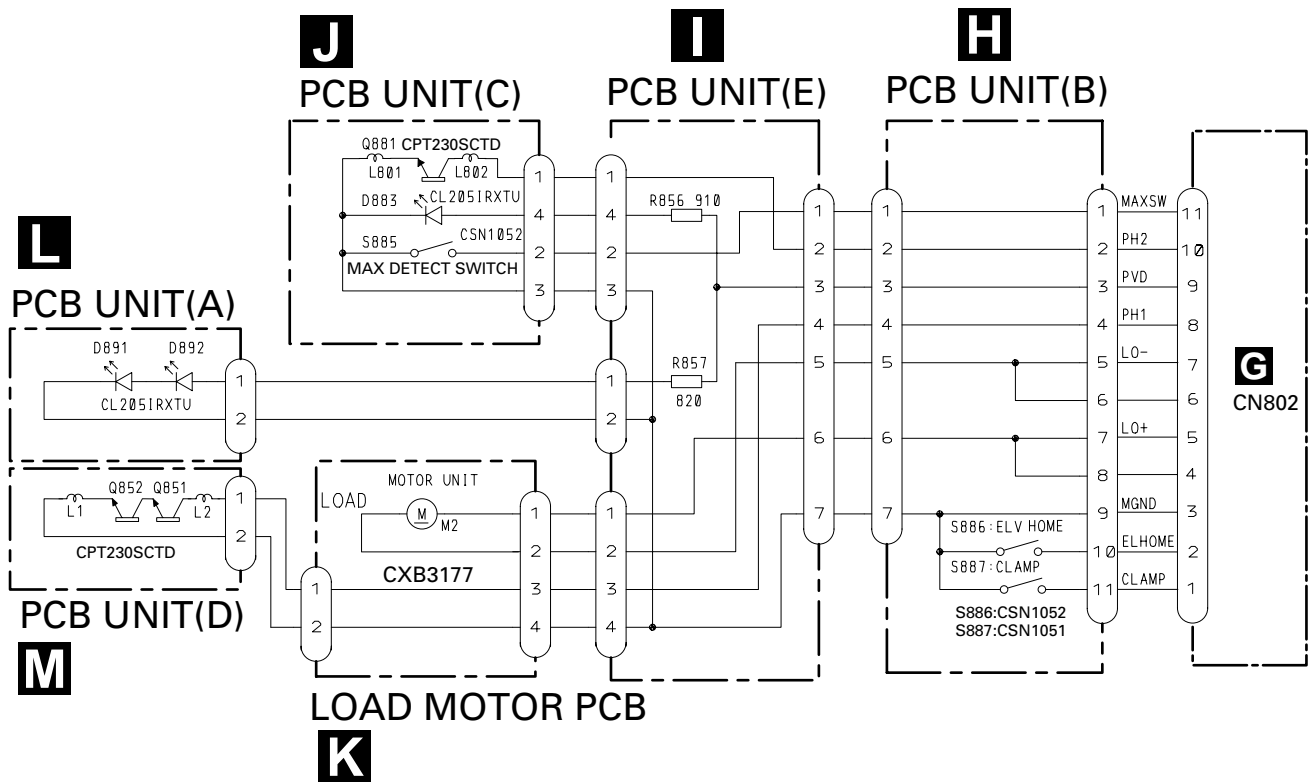 J
PCB UNIT(C)
I
PCB UNIT(E)
H
PCB UNIT(B)
Q881 CPT230SCTD
L801
L802
D883
CL205IRXTU
S885
CSN1052
MAX DETECT SWITCH
1
4
2
3
1
4
2
3
R856 910
R857
820
1
2
1
2
3
4
1
2
3
4
5
6
7
1
2
3
4
5
6
7
1
2
3
4
5
6
7
8
9
10
11
MAXSW
PH2
PVD
PH1
LO-
LO+
MGND
ELHOME
CLAMP
11
10
9
8
7
6
5
4
3
2
1
G
CN802
S886:ELV HOME
S887:CLAMP
S886:CSN1052
S887:CSN1051
L
PCB UNIT(A)
D891
D892
CL205IRXTU
1
2
Q852 Q851
L1
L2
CPT230SCTD
1
2
PCB UNIT(D)
M
MOTOR UNIT
LOAD
M
M2
CXB3177
1
2
1
2
3
4
LOAD MOTOR PCB
K